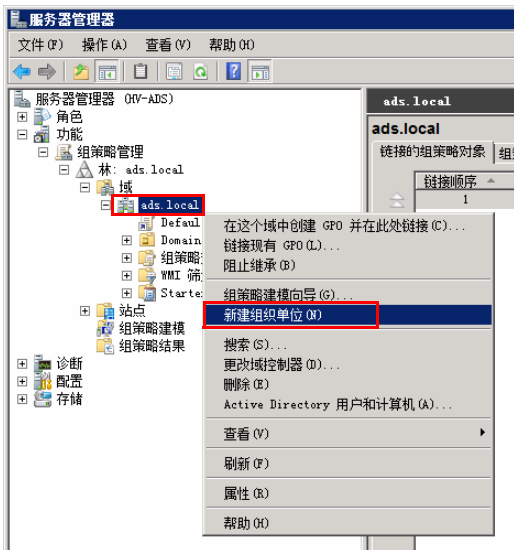 服务器管理器
文件(F) 操作(A) 查看(V) 帮助(H)
服务器管理器 (HV-ADS)
角色
功能
组策略管理
林: ads.local
域
ads.local
Defaul
Domain
组策略
WMI 筛
Starte
站点
组策略建模
组策略结果
诊断
配置
存储
ads.local
ads.local
链接的组策略对象
链接顺序
1
在这个域中创建 GPO 并在此处链接(C)...
链接现有 GPO(L)...
阻止继承(B)
组策略建模向导(G)...
新建组织单位(N)
搜索(S)...
更改域控制器(D)...
删除(E)
Active Directory 用户和计算机(A)...
查看(V)
刷新(F)
属性(R)
帮助(H)